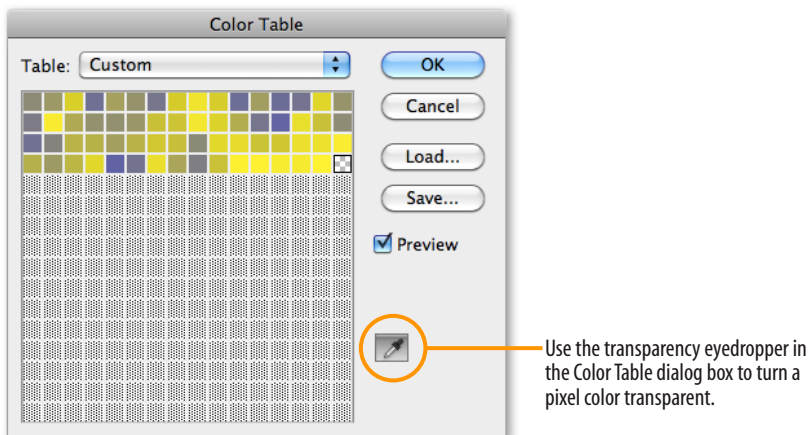 Color Table
Table: Custom
OK
Cancel
Load...
Save...
Preview
Use the transparency eyedropper in
the Color Table dialog box to turn a
pixel color transparent.